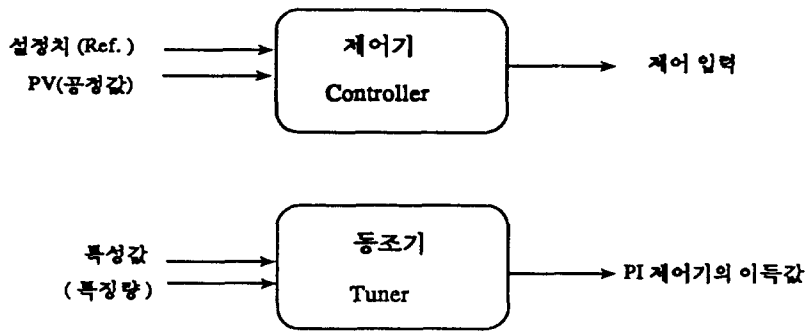 설정치 (Ref. )
PV(공정값)
제어기
Controller
제어 입력
특성값
( 특징량 )
동조기
Tuner
PI 제어기의 이득값